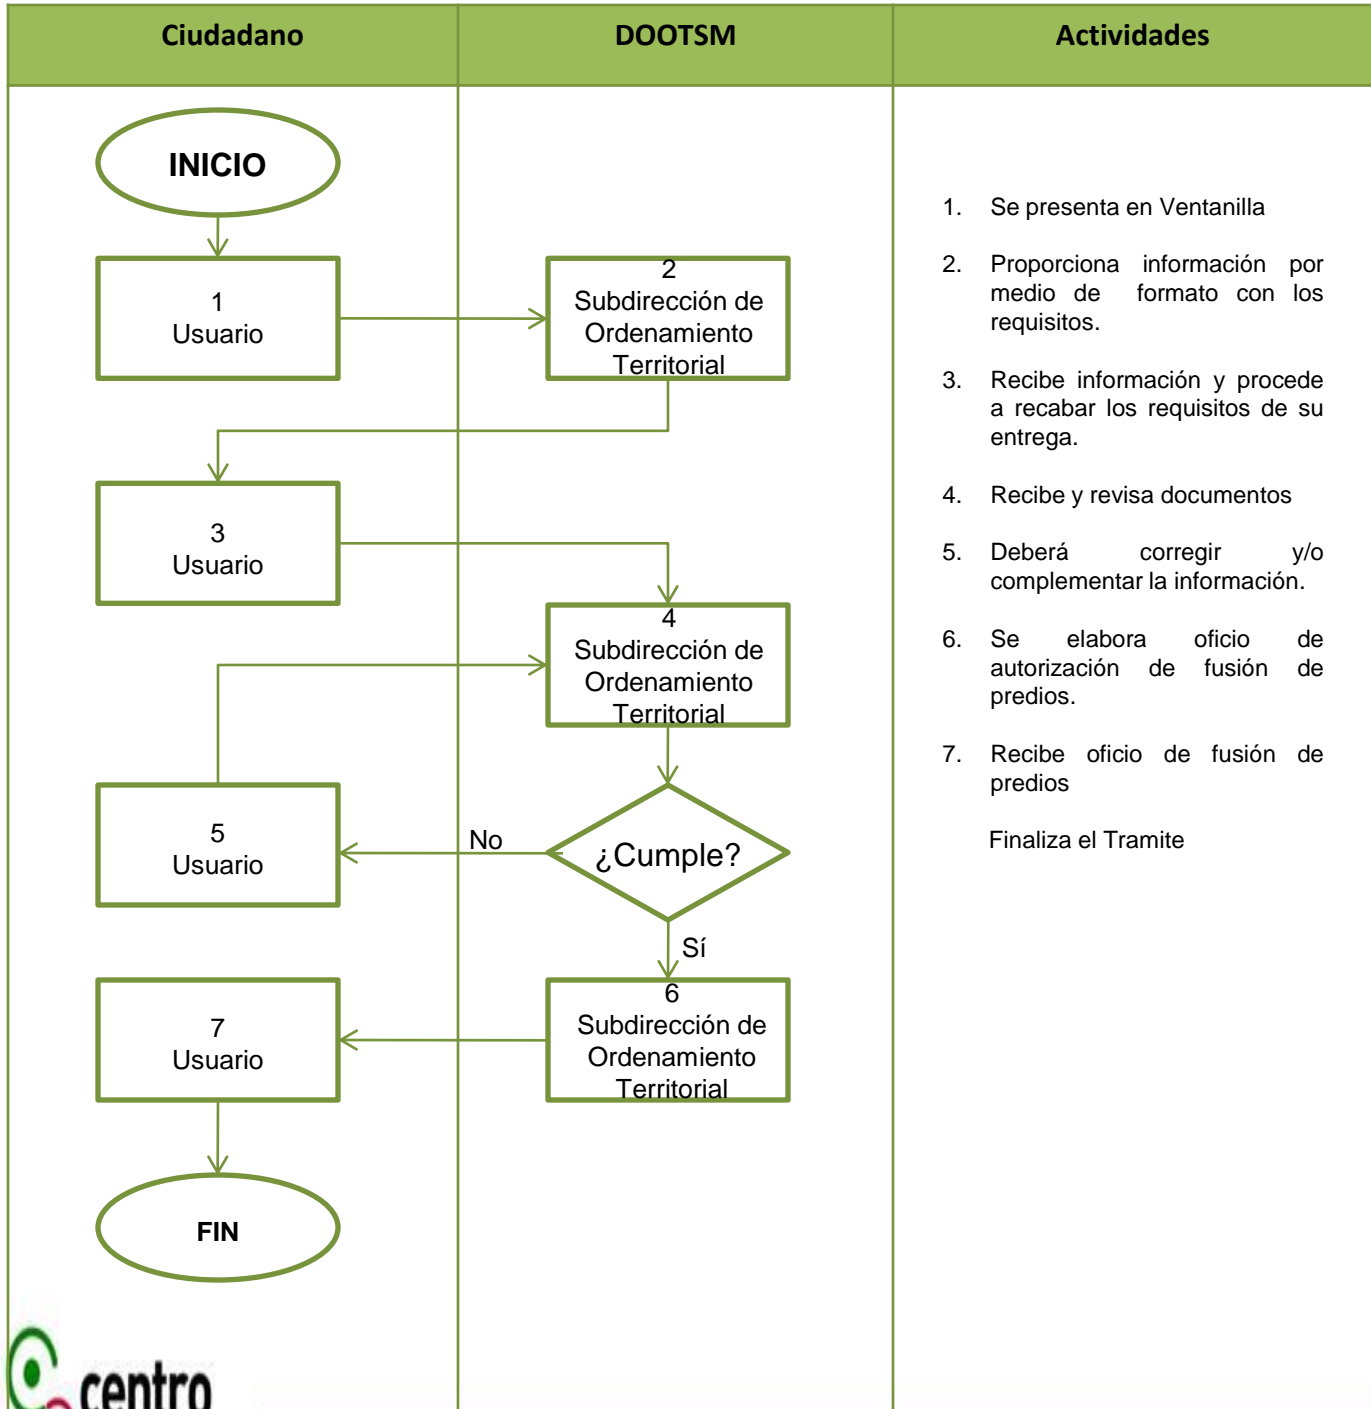 Ciudadano
DOOTSM
Actividades
INICIO
1
Usuario
2
Subdirección de
Ordenamiento
Territorial
3
Usuario
4
Subdirección de
Ordenamiento
Territorial
5
Usuario
No
¿Cumple?
Sí
6
Subdirección de
Ordenamiento
Territorial
7
Usuario
FIN
1. Se presenta en Ventanilla
2. Proporciona información por
medio de formato con los
requisitos.
3. Recibe información y procede
a recabar los requisitos de su
entrega.
4. Recibe y revisa documentos
5. Deberá corregir y/o
complementar la información.
6. Se elabora oficio de
autorización de fusión de
predios.
7. Recibe oficio de fusión de
predios
Finaliza el Tramite
centro